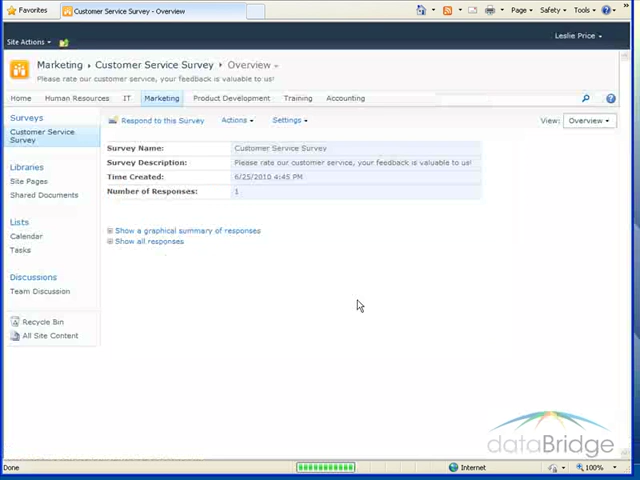 Favorites Customer Service Survey - Overview Page Safety Tools
Site Actions Leslie Price
Marketing Customer Service Survey Overview
Please rate our customer service, your feedback is valuable to us!
Home Human Resources IT Marketing Product Development Training Accounting
Surveys
Customer Service
Survey
Libraries
Site Pages
Shared Documents
Lists
Calendar
Tasks
Discussions
Team Discussion
Recycle Bin
All Site Content
Respond to this Survey Actions Settings View: Overview
Survey Name: Customer Service Survey
Survey Description: Please rate our customer service, your feedback is valuable to us!
Time Created: 6/25/2010 4:45 PM
Number of Responses: 1
Show a graphical summary of responses
Show all responses
dataBridge
Done Internet 100%